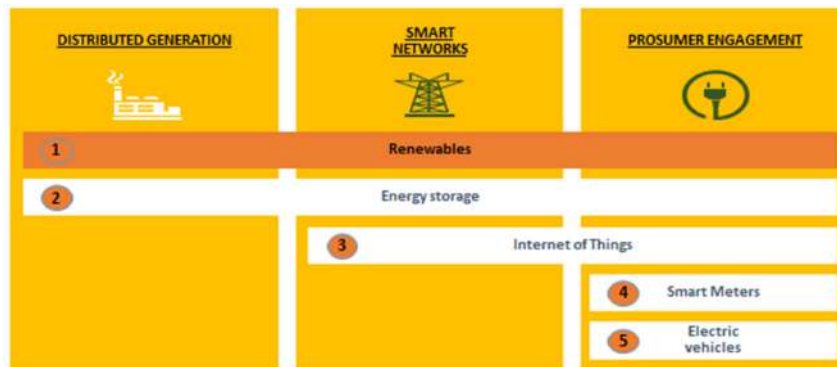 DISTRIBUTED GENERATION
SMART
NETWORKS
PROSUMER ENGAGEMENT
1 Renewables
2 Energy storage
3 Internet of Things
4 Smart Meters
5 Electric
vehicles